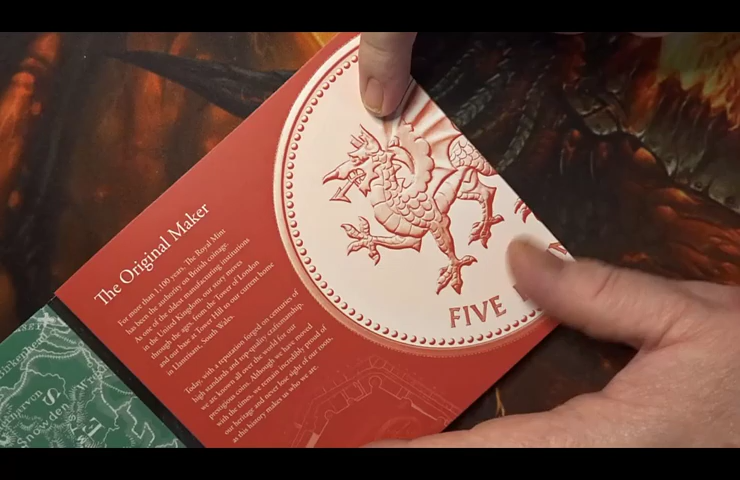 The Original Maker
For more than 1,100 years, The Royal Mint
has been the authority on British coinage.
As one of the oldest manufacturing institutions
in the United Kingdom, our story moves
through the ages, from the Tower of London
and our base at Tower Hill to our current home
in Llantrisant, South Wales.
Today, with a reputation forged on centuries of
high standards and top-quality craftsmanship,
we are known all over the world for our
prestigious coins. Although we have moved
with the times, we remain incredibly proud of
our heritage and never lose sight of our roots,
as this history makes us who we are.
FIVE
Snowdon